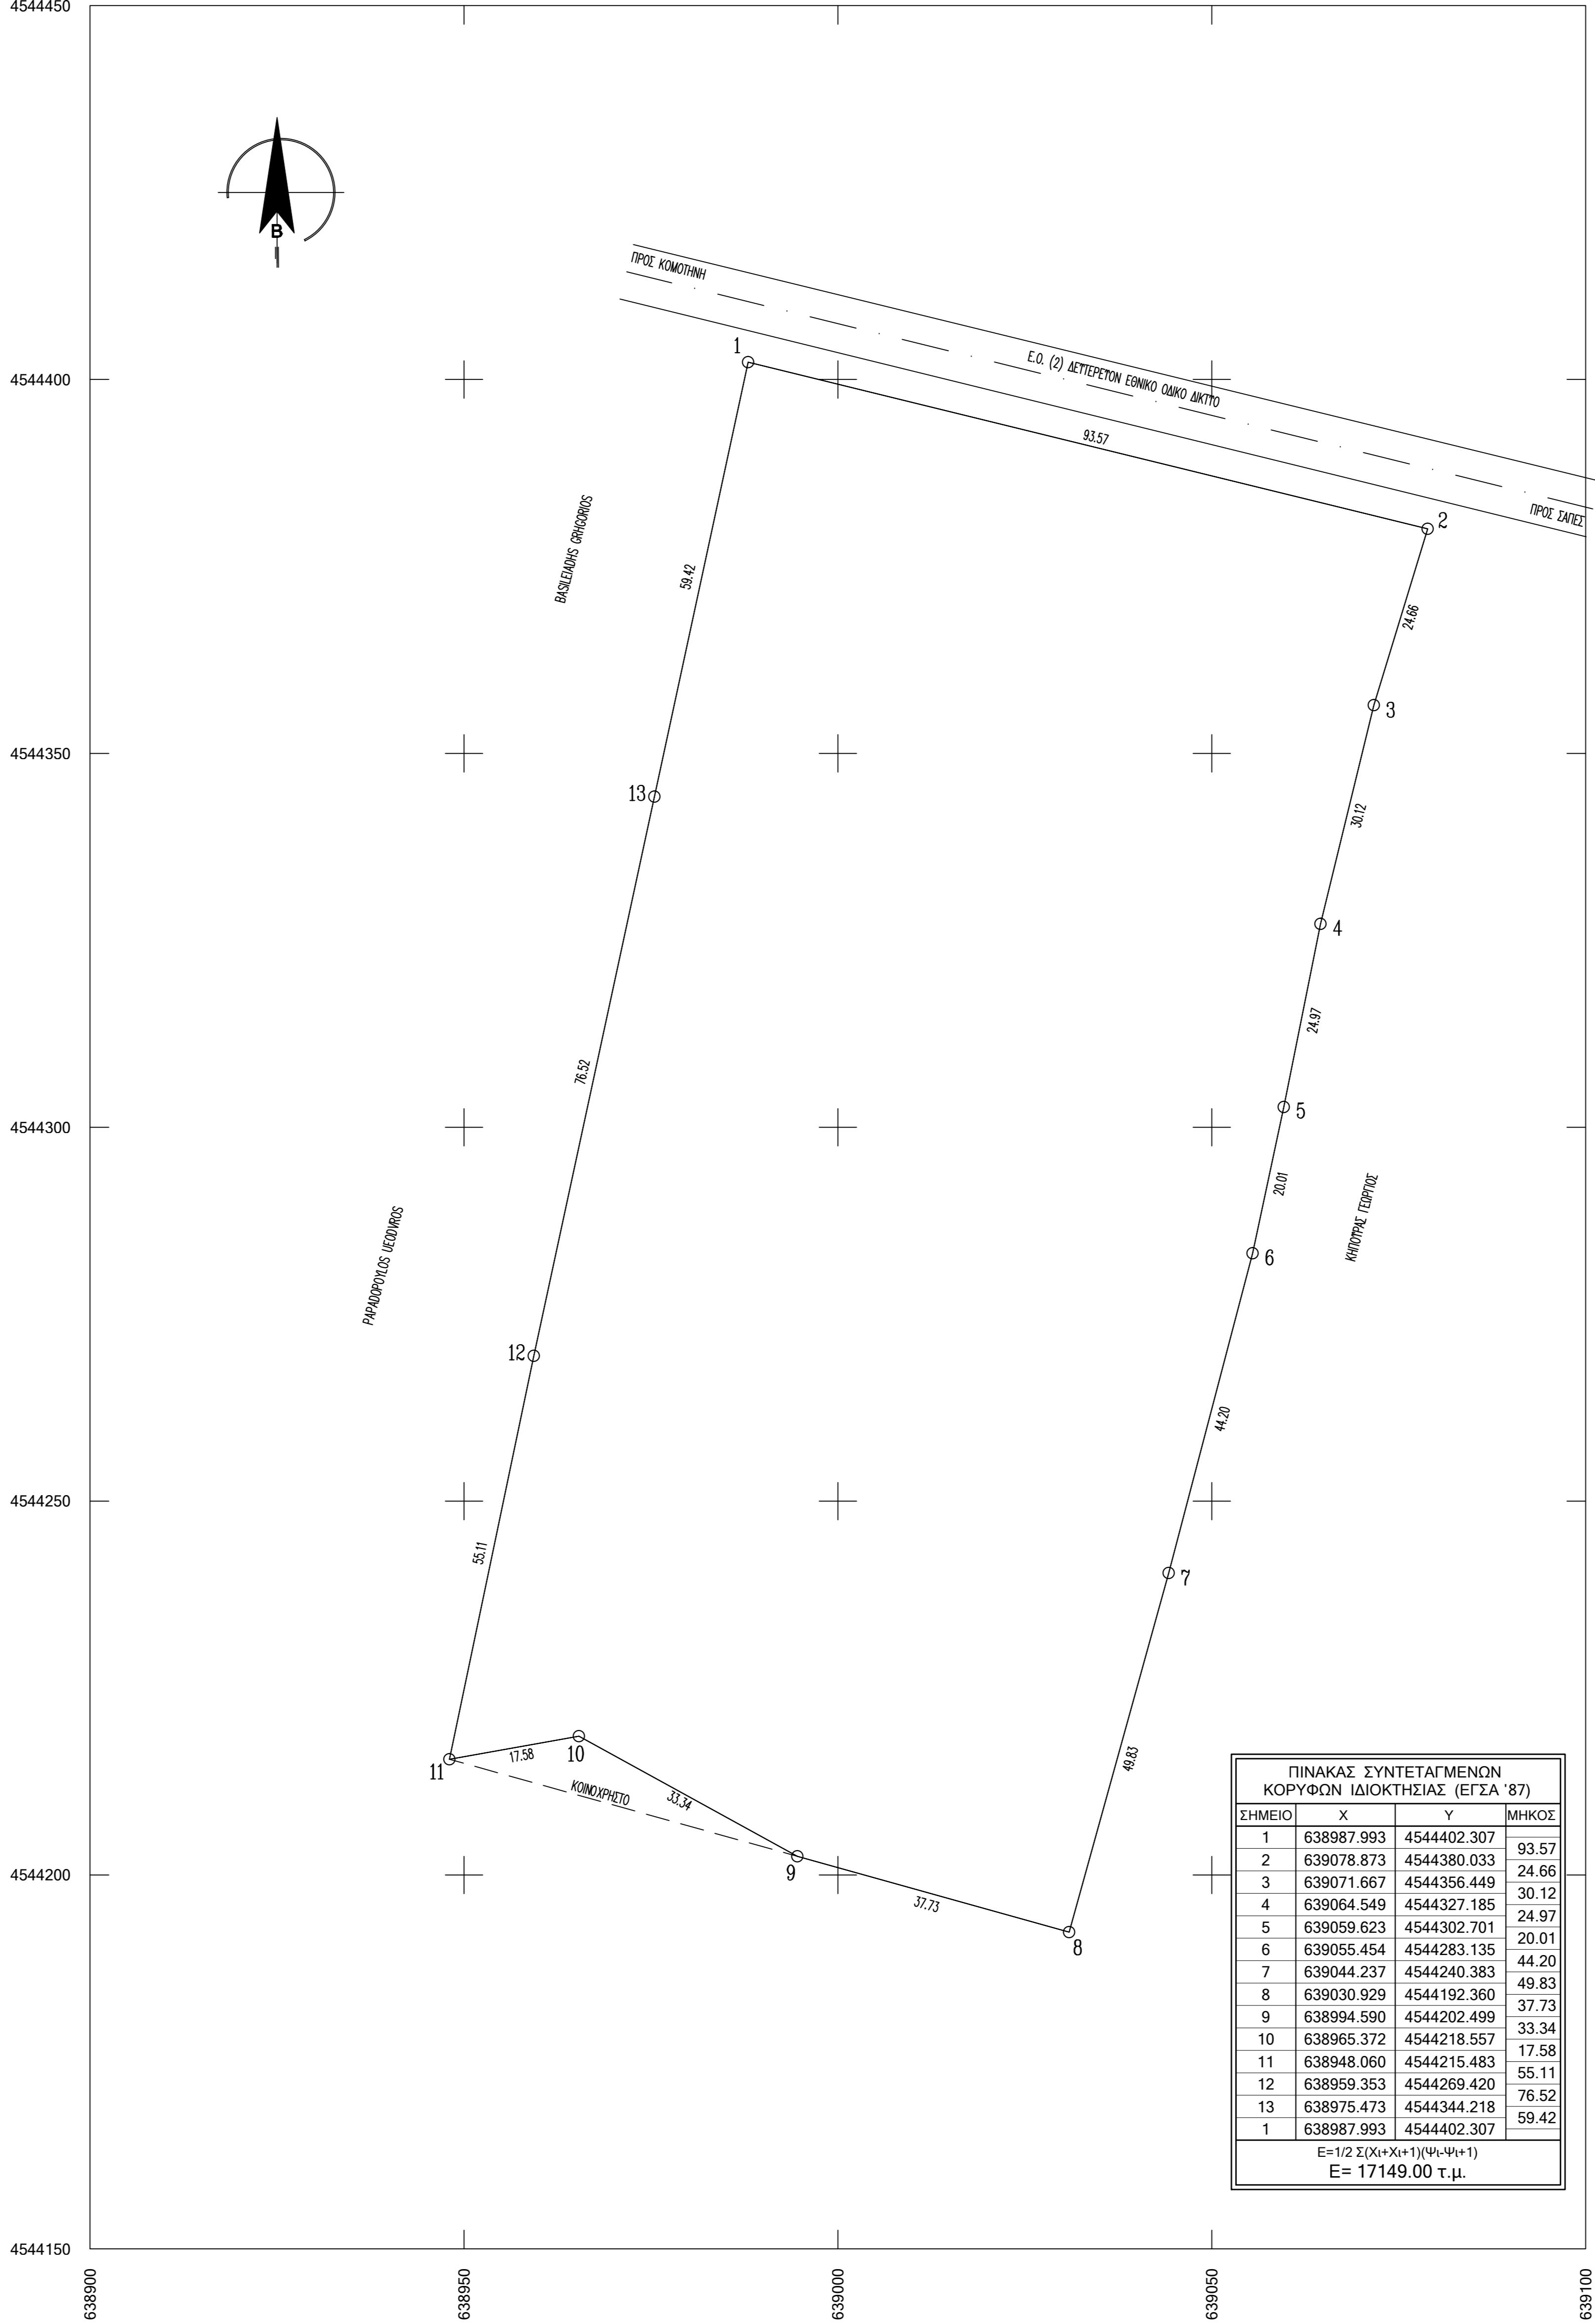 4544450
B
ΠΡΟΣ ΚΟΜΟΤΗΝΗ
1
Ε.Ο. (2) ΔΕΥΤΕΡΕΥΟΝ ΕΘΝΙΚΟ ΟΔΙΚΟ ΔΙΚΤΥΟ
4544400
93.57
ΠΡΟΣ ΣΑΠΕΣ
2
BASILEIADHS GRHGORIOS
59.42
24.66
3
4544350
13
30.12
4
24.97
76.52
5
4544300
20.01
ΚΗΠΟΥΡΑΣ ΓΕΩΡΓΙΟΣ
PAPADOPOYLOS UEODVROS
6
12
44.20
4544250
55.11
7
49.83
17.58
10
11
ΚΟΙΝΟΧΡΗΣΤΟ
33.34
9
4544200
37.73
8
ΠΙΝΑΚΑΣ ΣΥΝΤΕΤΑΓΜΕΝΩΝ
ΚΟΡΥΦΩΝ ΙΔΙΟΚΤΗΣΙΑΣ (ΕΓΣΑ '87)
ΣΗΜΕΙΟ X Y ΜΗΚΟΣ
1 638987.993 4544402.307
93.57
2 639078.873 4544380.033
24.66
3 639071.667 4544356.449
30.12
4 639064.549 4544327.185
24.97
5 639059.623 4544302.701
20.01
6 639055.454 4544283.135
44.20
7 639044.237 4544240.383
49.83
8 639030.929 4544192.360
37.73
9 638994.590 4544202.499
33.34
10 638965.372 4544218.557
17.58
11 638948.060 4544215.483
55.11
12 638959.353 4544269.420
76.52
13 638975.473 4544344.218
59.42
1 638987.993 4544402.307
E=1/2 Σ(Χι+Χι+1)(Ψι-Ψι+1)
E= 17149.00 τ.μ.
4544150
638900
638950
639000
639050
639100